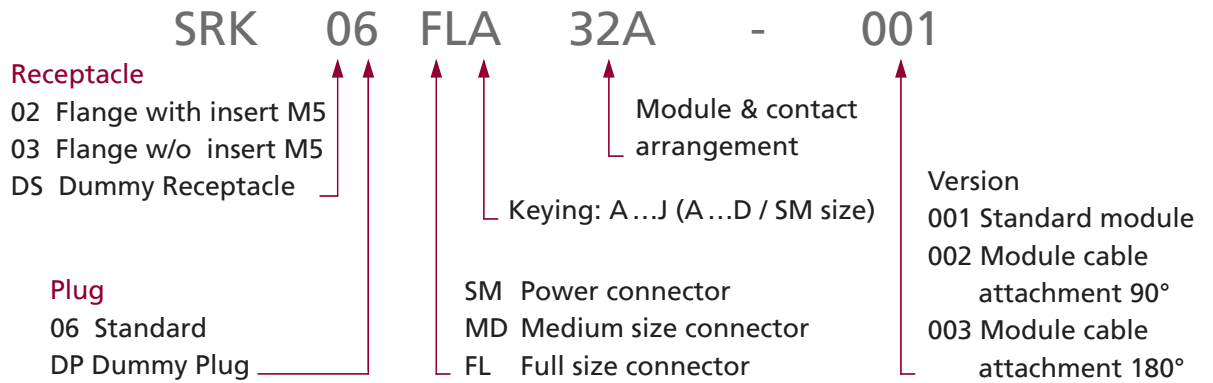 SRK 06 FLA 32A - 001
Receptacle
02 Flange with insert M5
03 Flange w/o insert M5
DS Dummy Receptacle
Plug
06 Standard
DP Dummy Plug
SM Power connector
MD Medium size connector
FL Full size connector
Keying: A…J (A…D / SM size)
Module & contact
arrangement
Version
001 Standard module
002 Module cable
attachment 90°
003 Module cable
attachment 180°